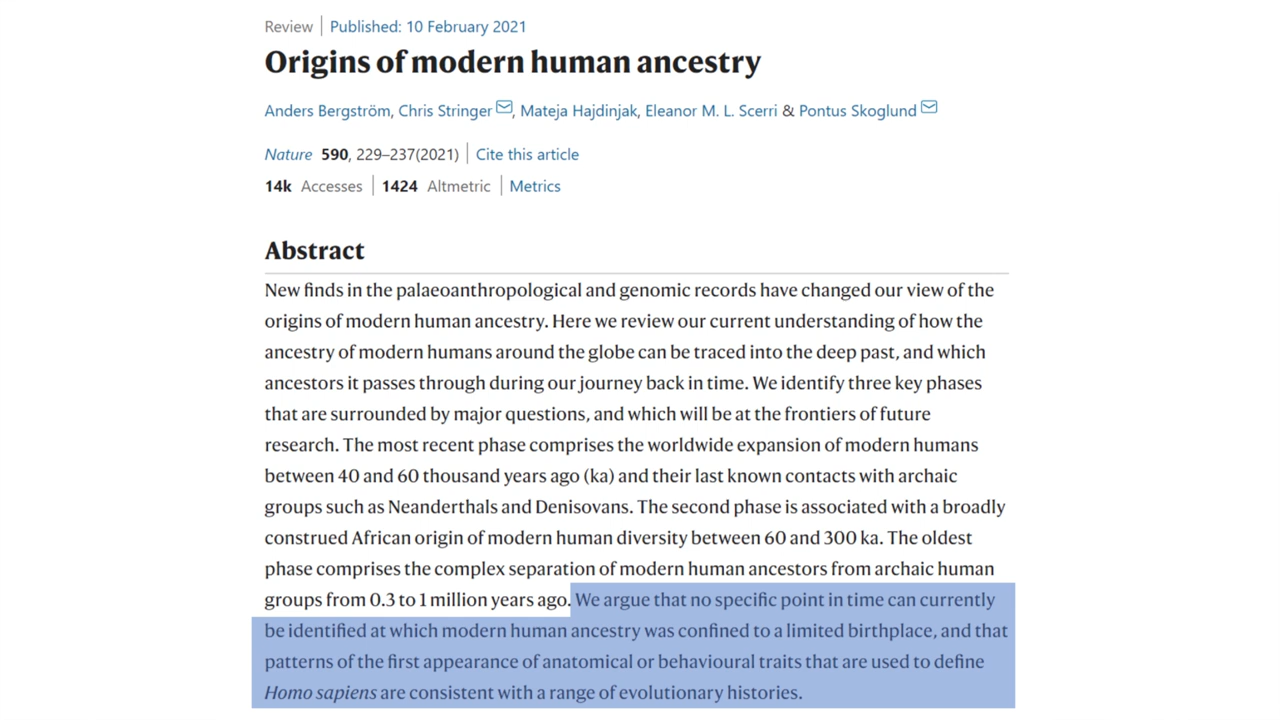 Review | Published: 10 February 2021
Origins of modern human ancestry
Anders Bergström, Chris Stringer, Mateja Hajdinjak, Eleanor M. L. Scerri & Pontus Skoglund
Nature 590, 229–237(2021) | Cite this article
14k Accesses | 1424 Altmetric | Metrics
Abstract
New finds in the palaeoanthropological and genomic records have changed our view of the
origins of modern human ancestry. Here we review our current understanding of how the
ancestry of modern humans around the globe can be traced into the deep past, and which
ancestors it passes through during our journey back in time. We identify three key phases
that are surrounded by major questions, and which will be at the frontiers of future
research. The most recent phase comprises the worldwide expansion of modern humans
between 40 and 60 thousand years ago (ka) and their last known contacts with archaic
groups such as Neanderthals and Denisovans. The second phase is associated with a broadly
construed African origin of modern human diversity between 60 and 300 ka. The oldest
phase comprises the complex separation of modern human ancestors from archaic human
groups from 0.3 to 1 million years ago. We argue that no specific point in time can currently
be identified at which modern human ancestry was confined to a limited birthplace, and that
patterns of the first appearance of anatomical or behavioural traits that are used to define
Homo sapiens are consistent with a range of evolutionary histories.